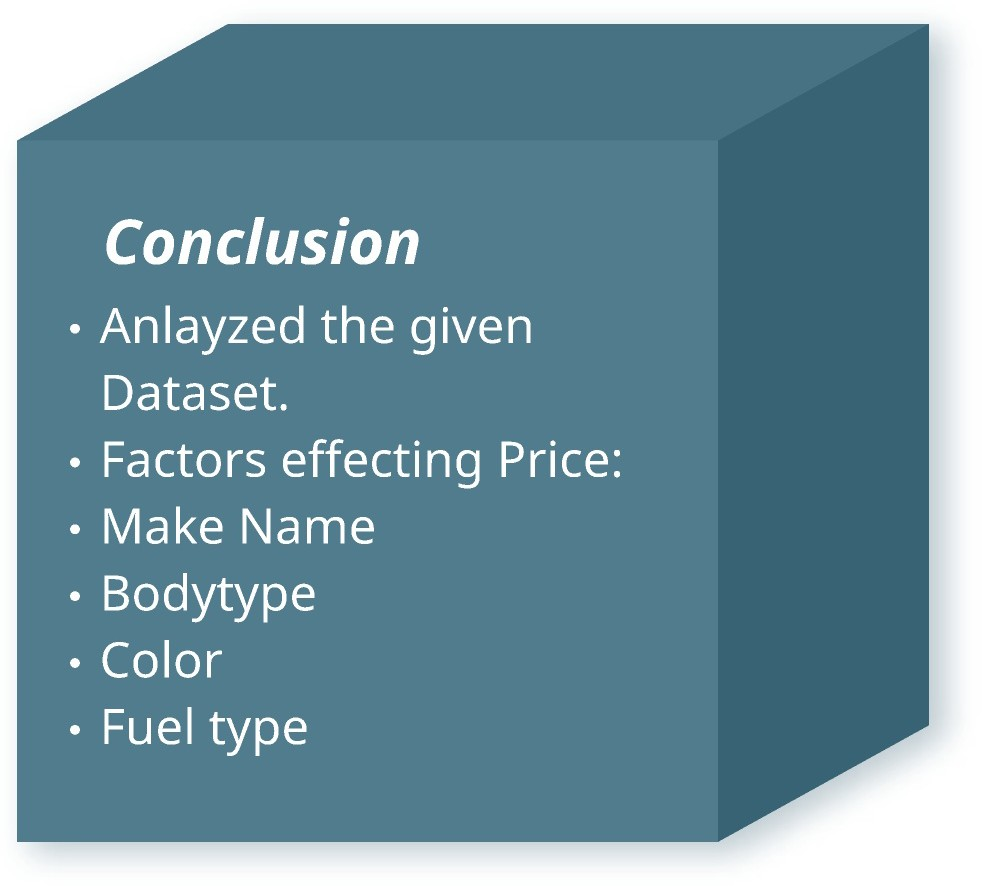 Conclusion
• Anlayzed the given
Dataset.
• Factors effecting Price:
• Make Name
• Bodytype
• Color
• Fuel type